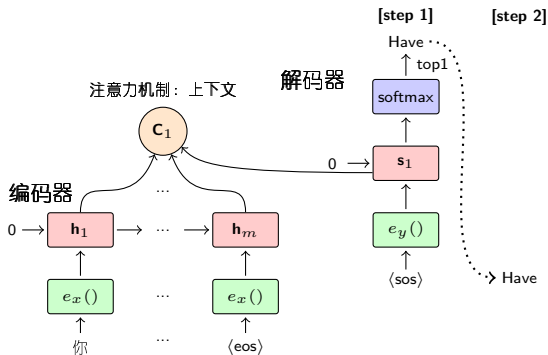 [step 1] [step 2]
Have
top1
解码器
softmax
注意力机制：上下文
C₁
0 s₁
...
编码器
0 h₁ ... hₘ e_y()
⟨sos⟩ Have
e_x() ... e_x()
你 ... ⟨eos⟩